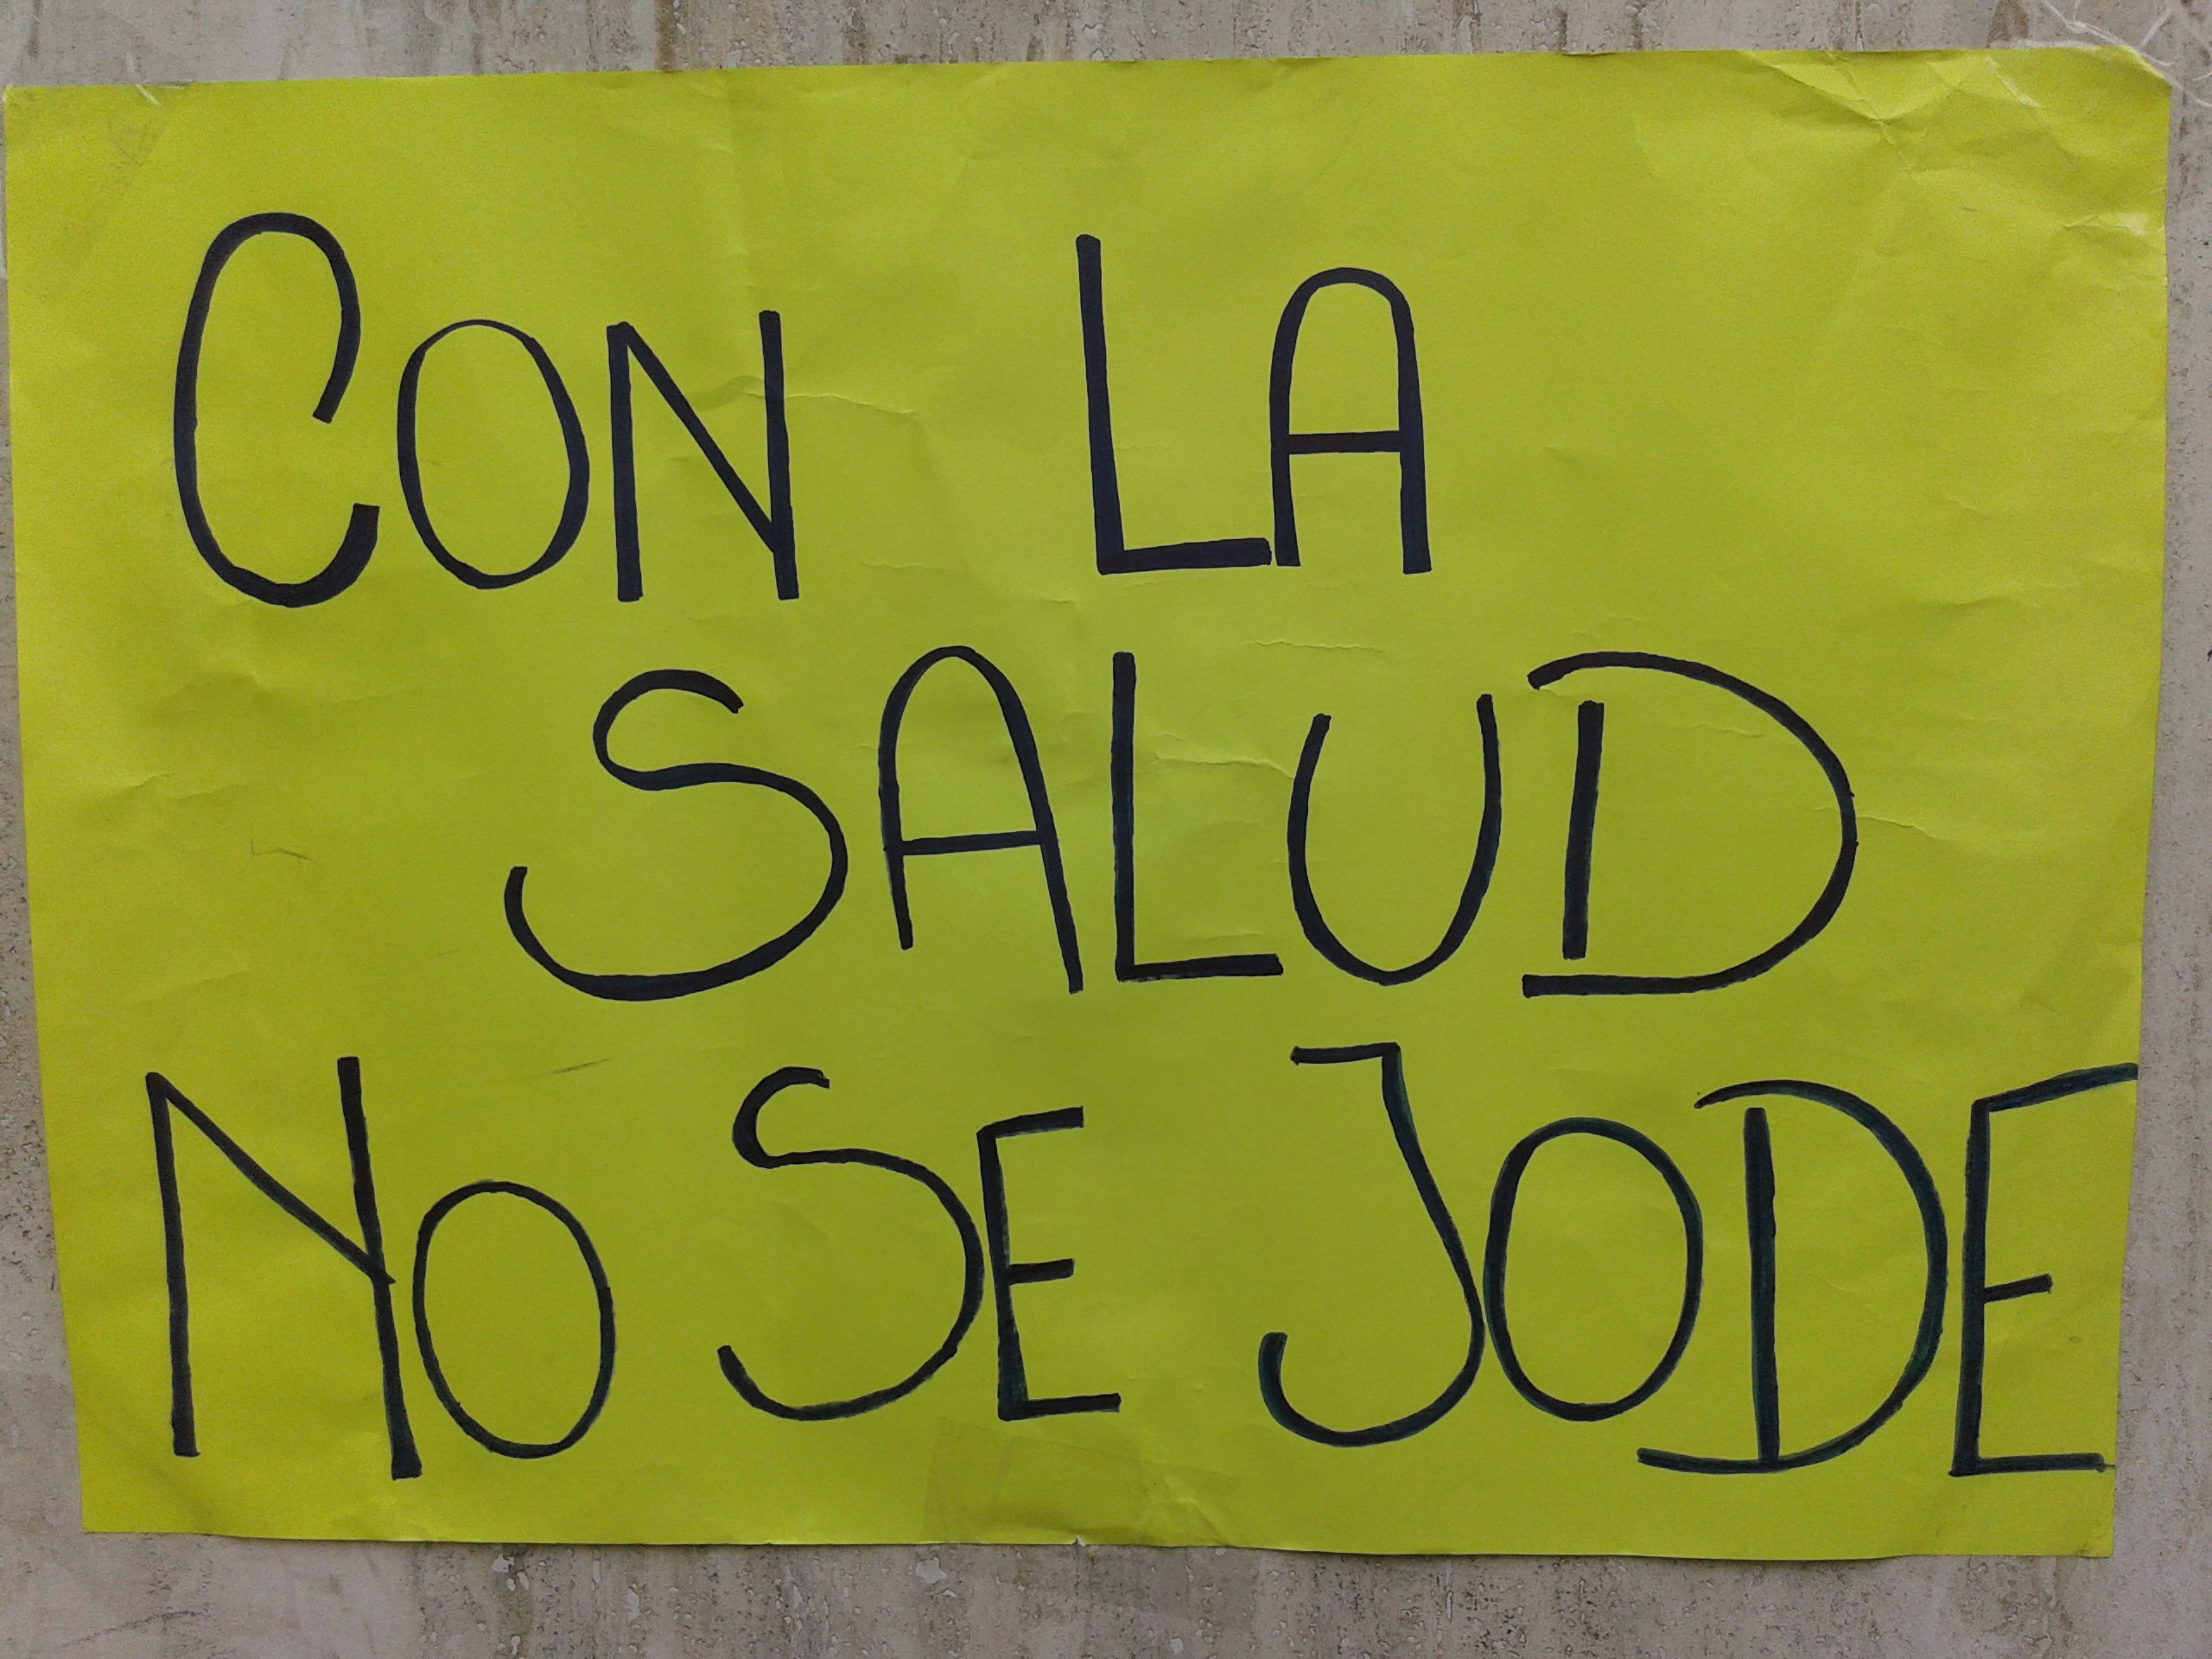 CON LA
SALUD
NO SE JODE